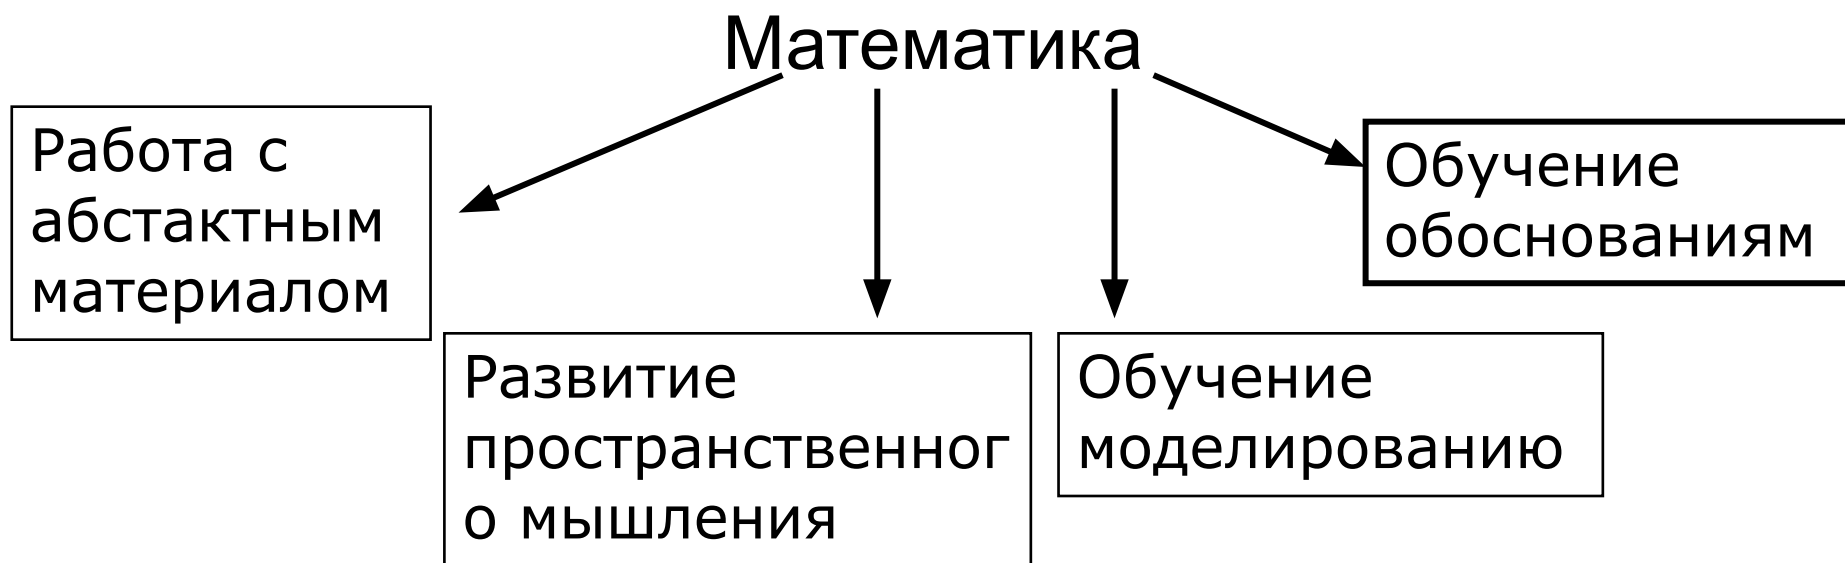 Математика
Работа с
абстактным
материалом
Обучение
обоснованиям
Развитие
пространственног
о мышления
Обучение
моделированию